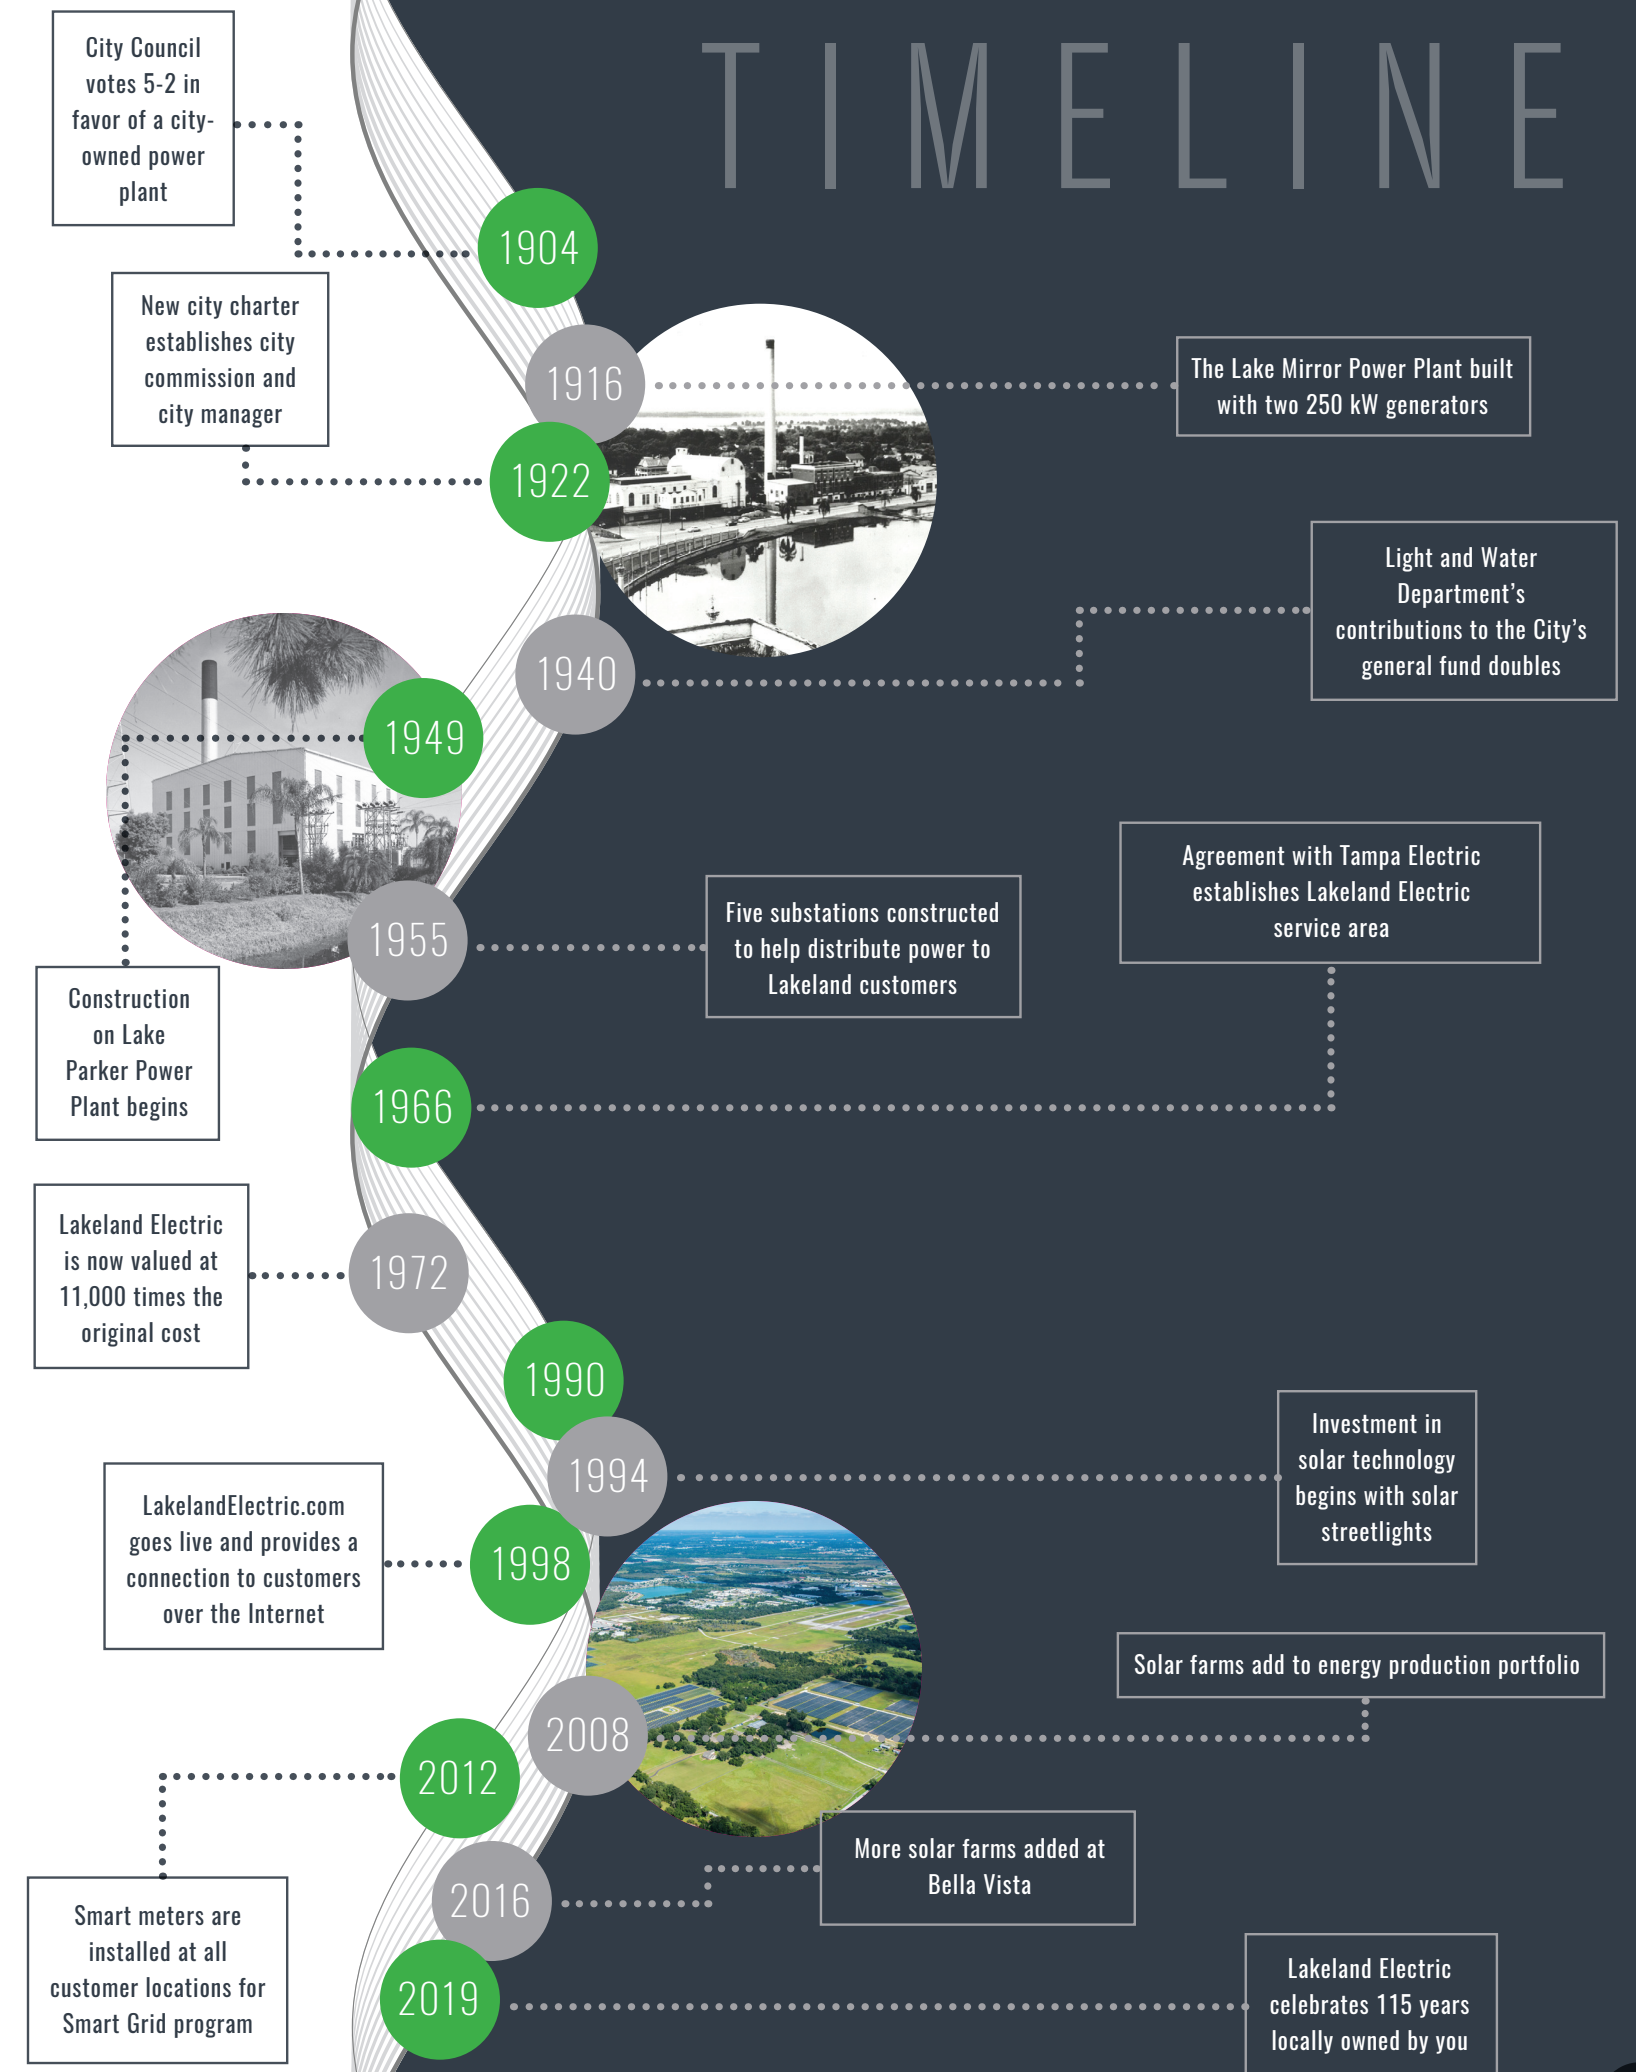 TIMELINE
City Council
votes 5-2 in
favor of a city-
owned power
plant
1904
New city charter
establishes city
commission and
city manager
1916
The Lake Mirror Power Plant built
with two 250 kW generators
1922
Light and Water
Department's
contributions to the City's
general fund doubles
1940
1949
Construction
on Lake
Parker Power
Plant begins
1955
Five substations constructed
to help distribute power to
Lakeland customers
Agreement with Tampa Electric
establishes Lakeland Electric
service area
1966
Lakeland Electric
is now valued at
11,000 times the
original cost
1972
1990
1994
Investment in
solar technology
begins with solar
streetlights
LakelandElectric.com
goes live and provides a
connection to customers
over the Internet
1998
Solar farms add to energy production portfolio
2008
2012
Smart meters are
installed at all
customer locations for
Smart Grid program
More solar farms added at
Bella Vista
2016
2019
Lakeland Electric
celebrates 115 years
locally owned by you